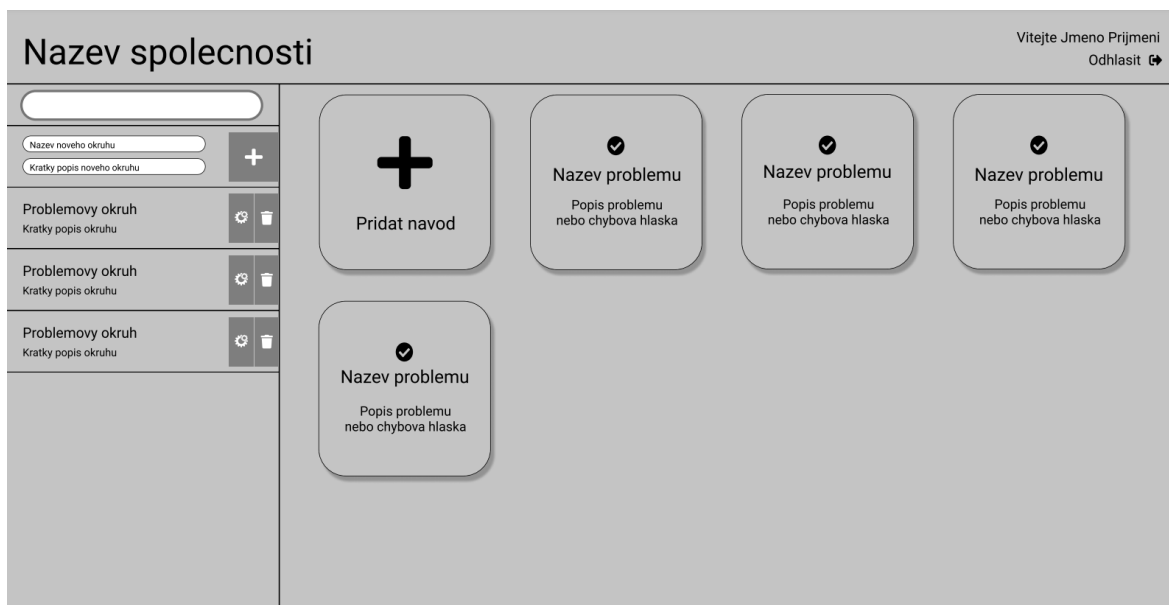 Nazev spolecnosti
Vitejte Jmeno Prijmeni
Odhlasit
Nazev noveho okruhu
Kratky popis noveho okruhu
Problemovy okruh
Kratky popis okruhu
Problemovy okruh
Kratky popis okruhu
Problemovy okruh
Kratky popis okruhu
Pridat navod
Nazev problemu
Popis problemu
nebo chybova hlaska
Nazev problemu
Popis problemu
nebo chybova hlaska
Nazev problemu
Popis problemu
nebo chybova hlaska
Nazev problemu
Popis problemu
nebo chybova hlaska